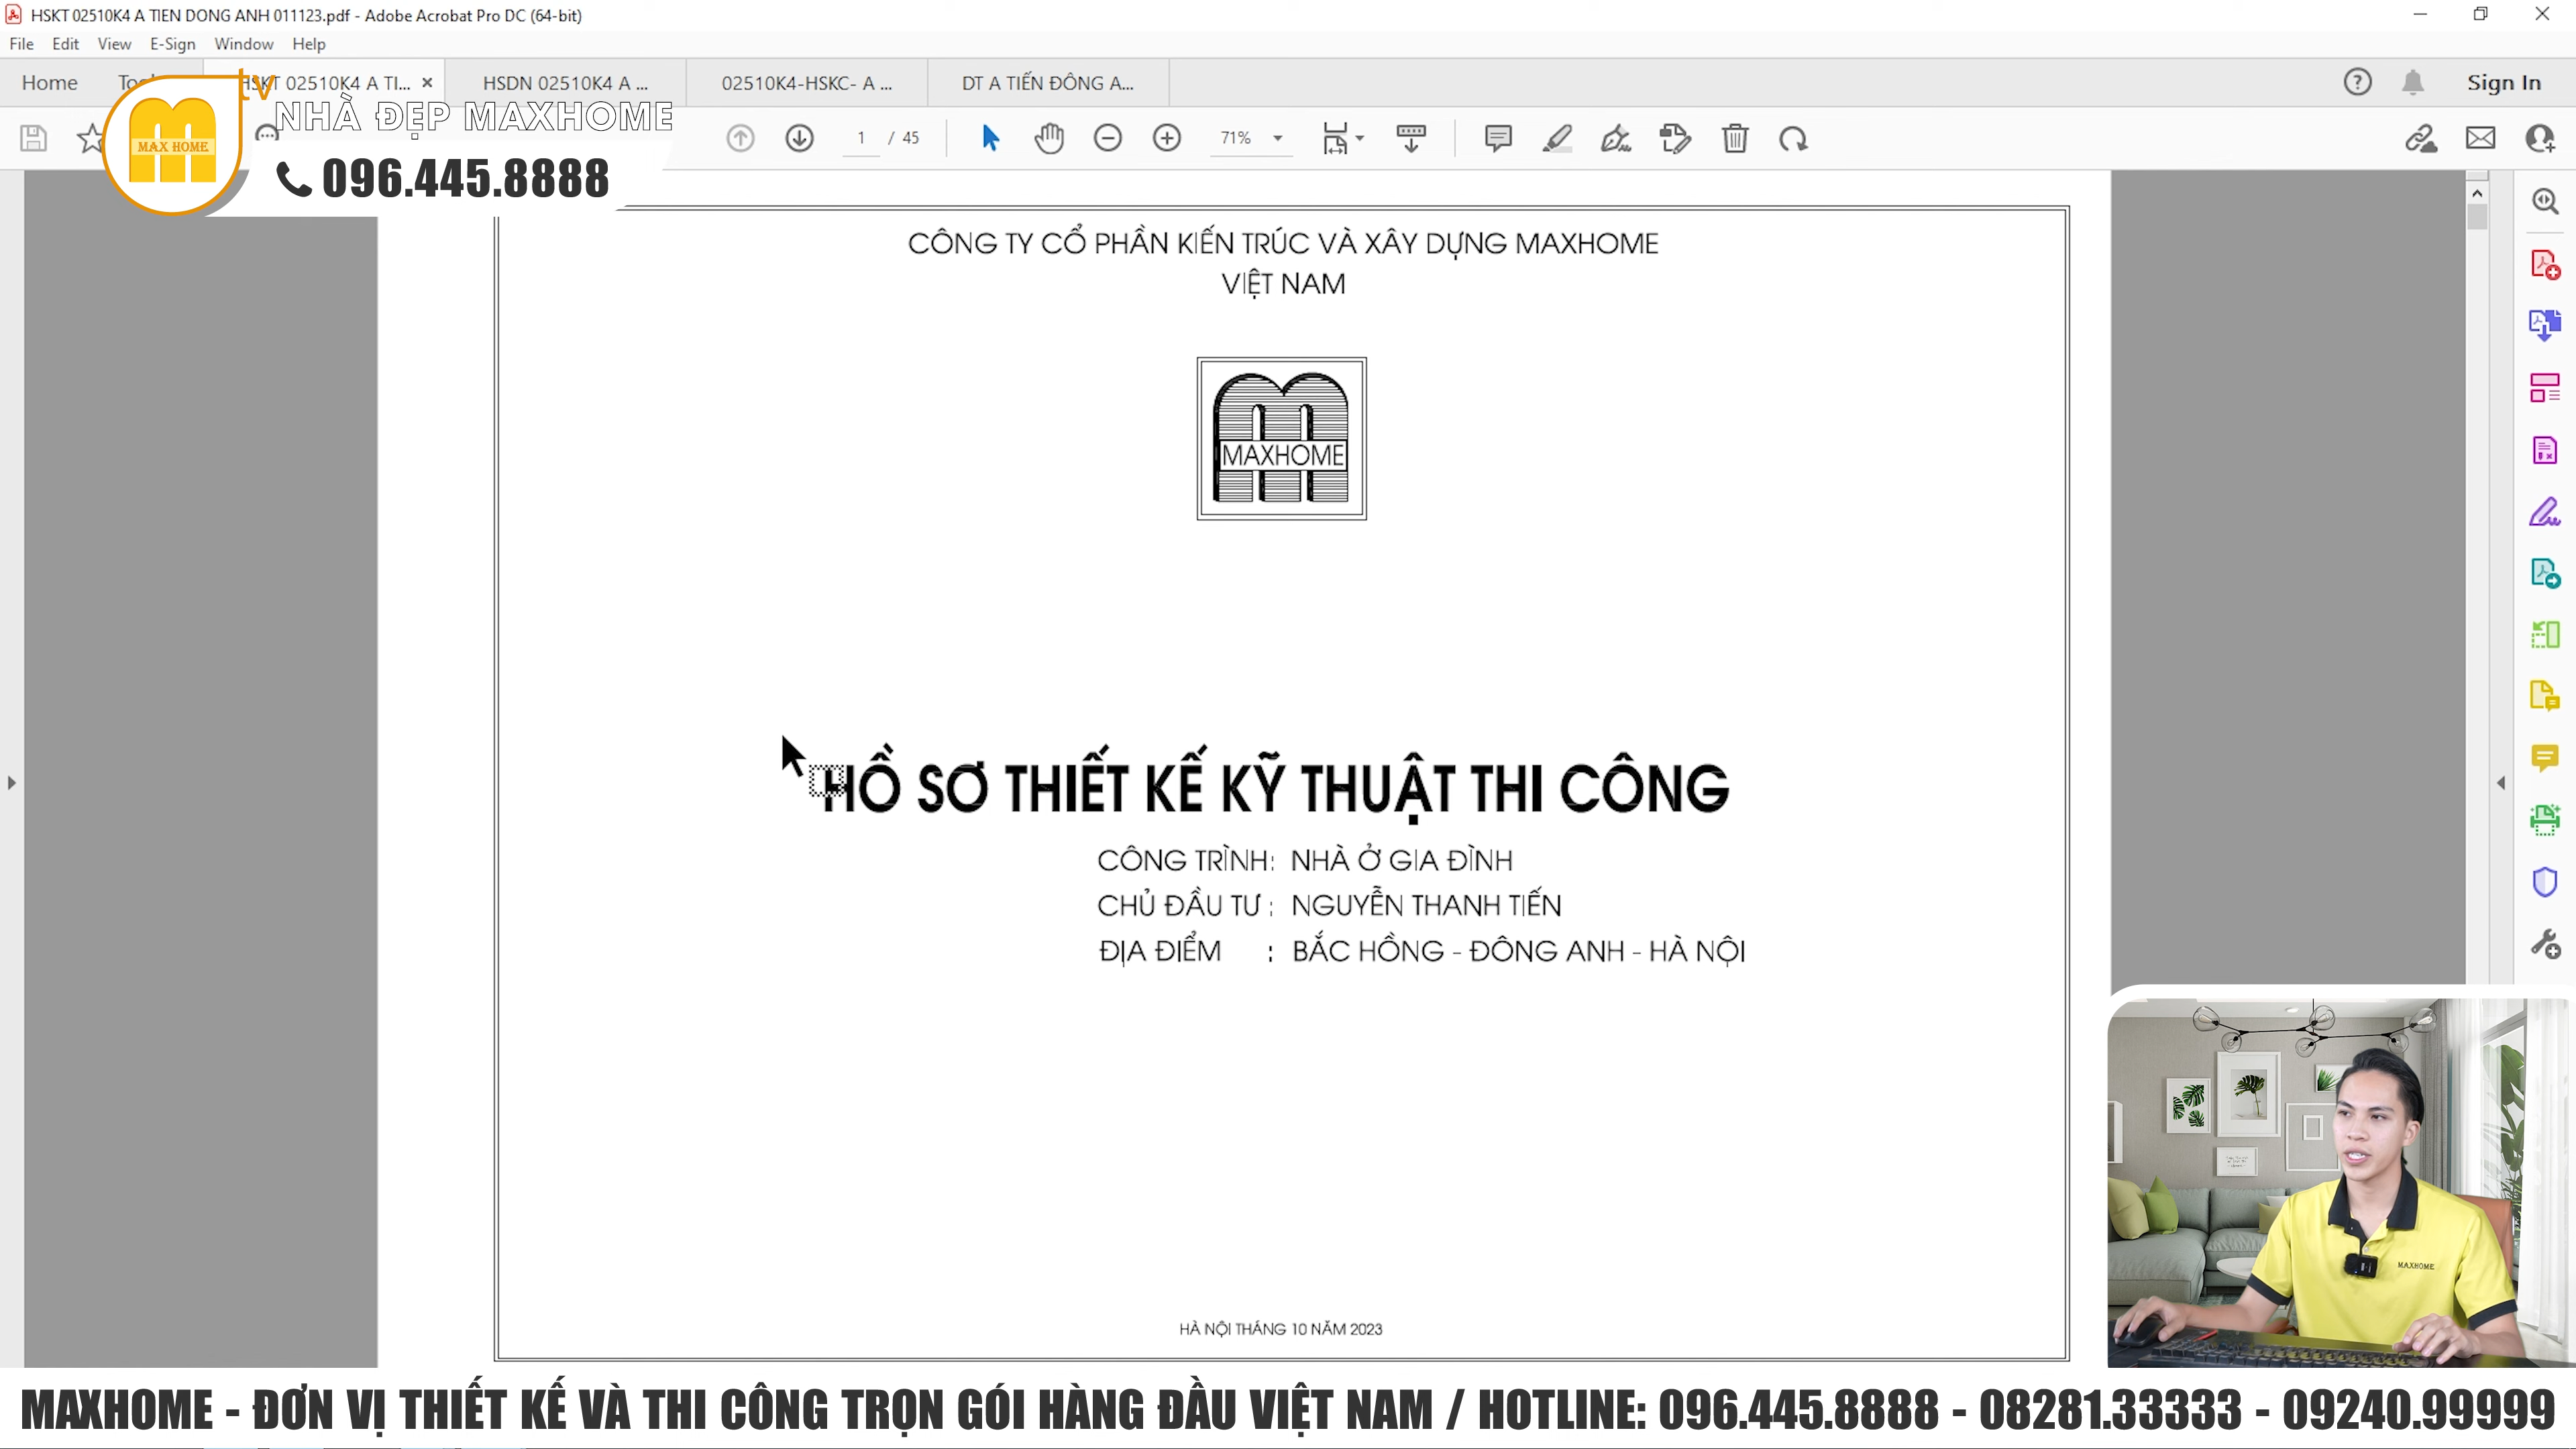 HSKT 02510K4 A TIEN DONG ANH 011123.pdf - Adobe Acrobat Pro DC (64-bit)
File Edit View E-Sign Window Help
Home
HSKT 02510K4 A TI... HSDN 02510K4 A ... 02510K4-HSKC- A ... DT A TIẾN ĐÔNG A... Sign In
tv
NHÀ ĐẸP MAXHOME
MAX HOME
096.445.8888
1 / 45 71%
CÔNG TY CỔ PHẦN KIẾN TRÚC VÀ XÂY DỰNG MAXHOME
VIỆT NAM
MAXHOME
HỒ SƠ THIẾT KẾ KỸ THUẬT THI CÔNG
CÔNG TRÌNH: NHÀ Ở GIA ĐÌNH
CHỦ ĐẦU TƯ : NGUYỄN THANH TIẾN
ĐỊA ĐIỂM : BẮC HỒNG - ĐÔNG ANH - HÀ NỘI
HÀ NỘI THÁNG 10 NĂM 2023
MAXHOME
MAXHOME - ĐƠN VỊ THIẾT KẾ VÀ THI CÔNG TRỌN GÓI HÀNG ĐẦU VIỆT NAM / HOTLINE: 096.445.8888 - 08281.33333 - 09240.99999